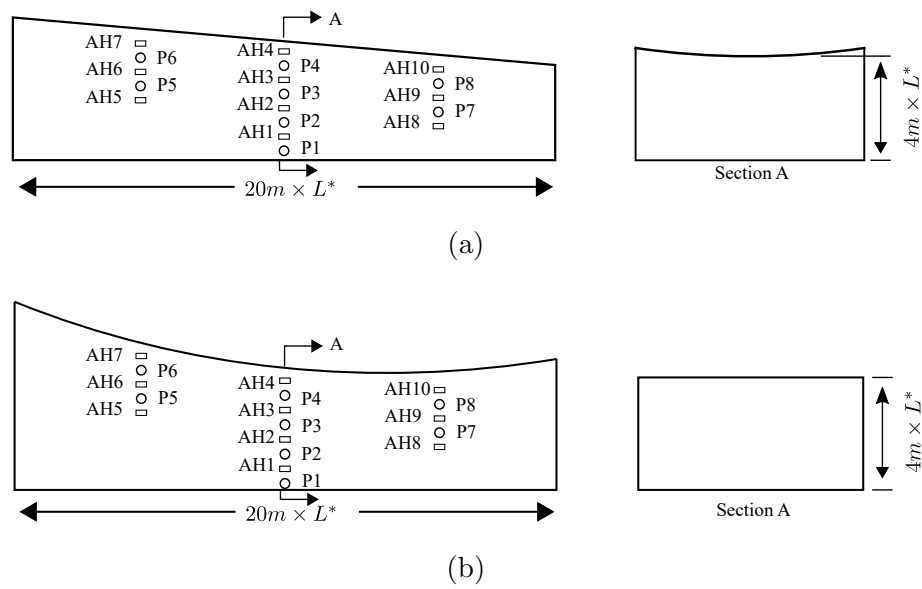 A
AH7
P6
AH6
P5
AH5
AH4
P4
AH3
P3
AH2
P2
AH1
P1
AH10
P8
AH9
P7
AH8
20m × L*
4m × L*
Section A
(a)
A
AH7
P6
AH6
P5
AH5
AH4
P4
AH3
P3
AH2
P2
AH1
P1
AH10
P8
AH9
P7
AH8
20m × L*
4m × L*
Section A
(b)